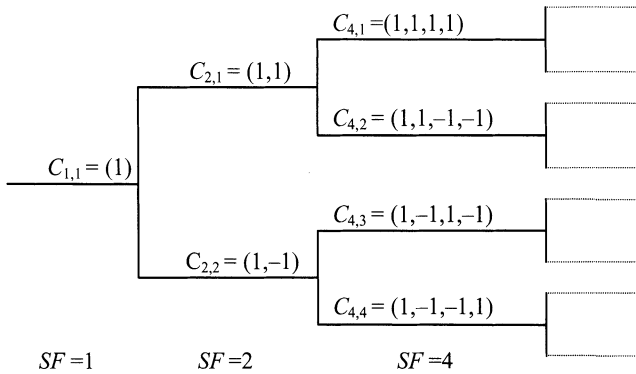 C4,1 =(1,1,1,1)
C2,1 = (1,1)
C4,2 = (1,1,–1,–1)
C1,1 = (1)
C4,3 = (1,–1,1,–1)
C2,2 = (1,–1)
C4,4 = (1,–1,–1,1)
SF =1 SF =2 SF =4